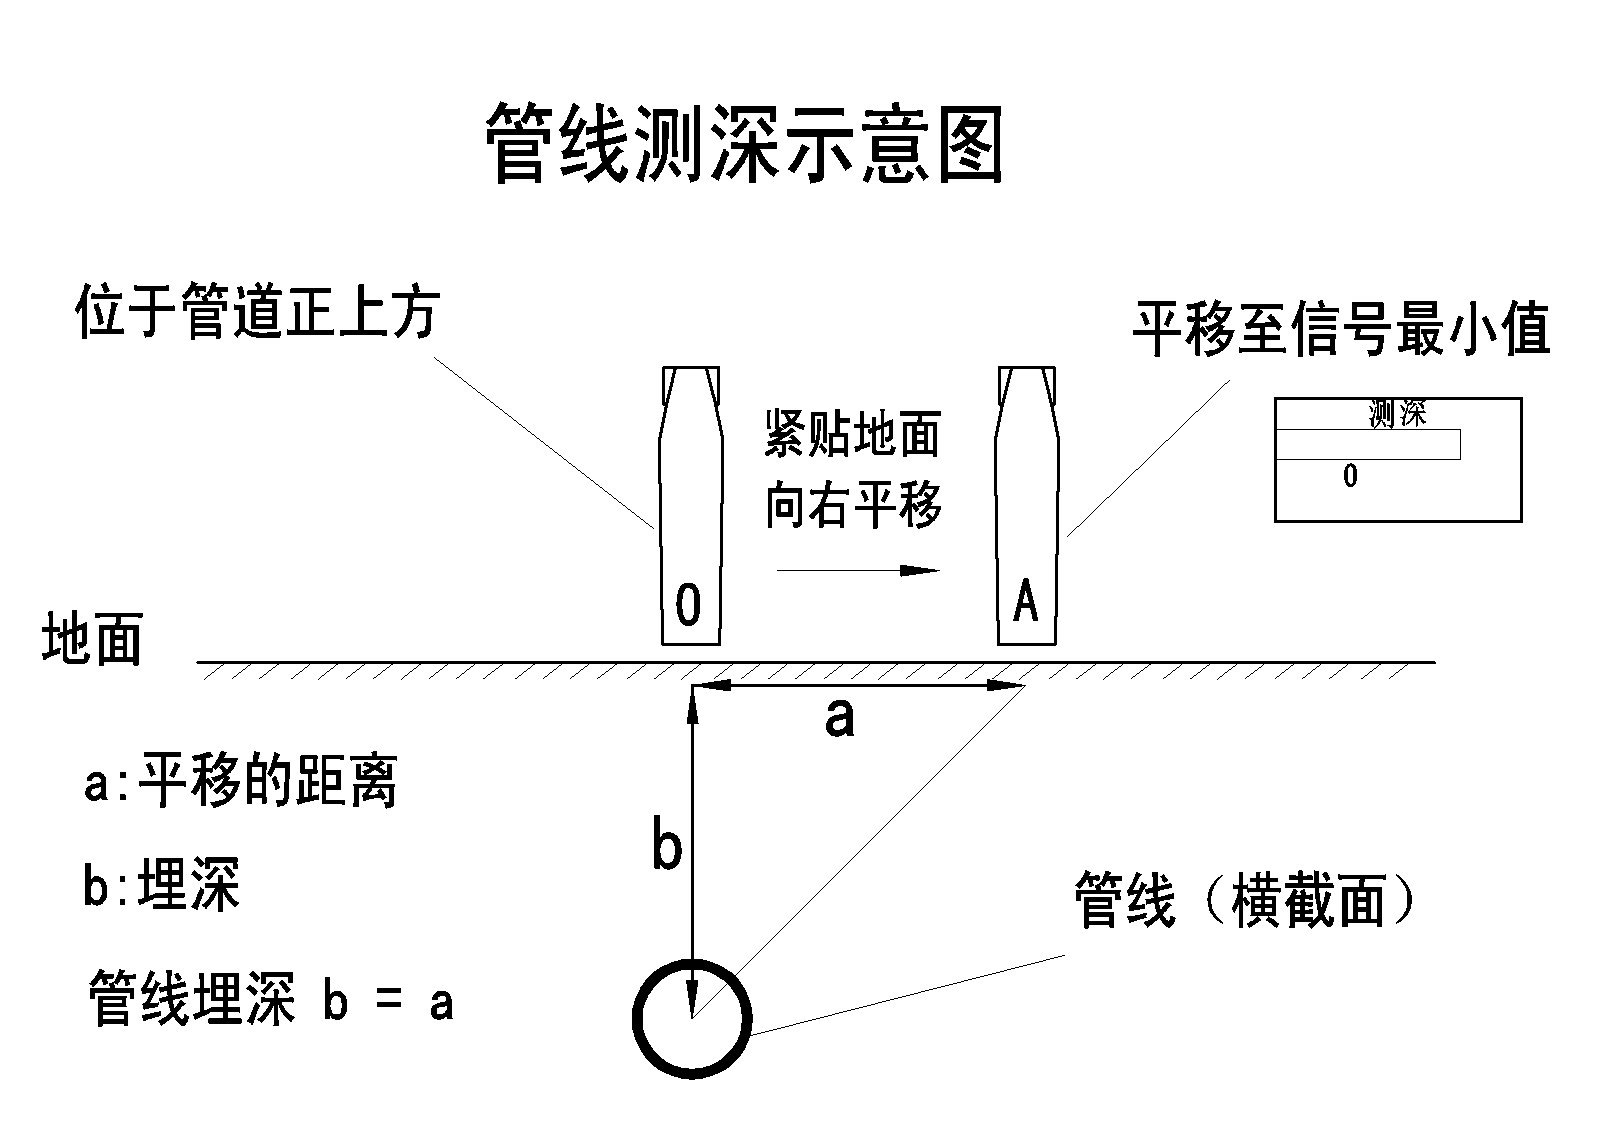 管线测深示意图
位于管道正上方
平移至信号最小值
测深
0
紧贴地面
向右平移
O
A
地面
a
a:平移的距离
b
b:埋深
管线(横截面)
管线埋深 b = a